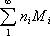 ∑_{1}^{∞} n_i M_i